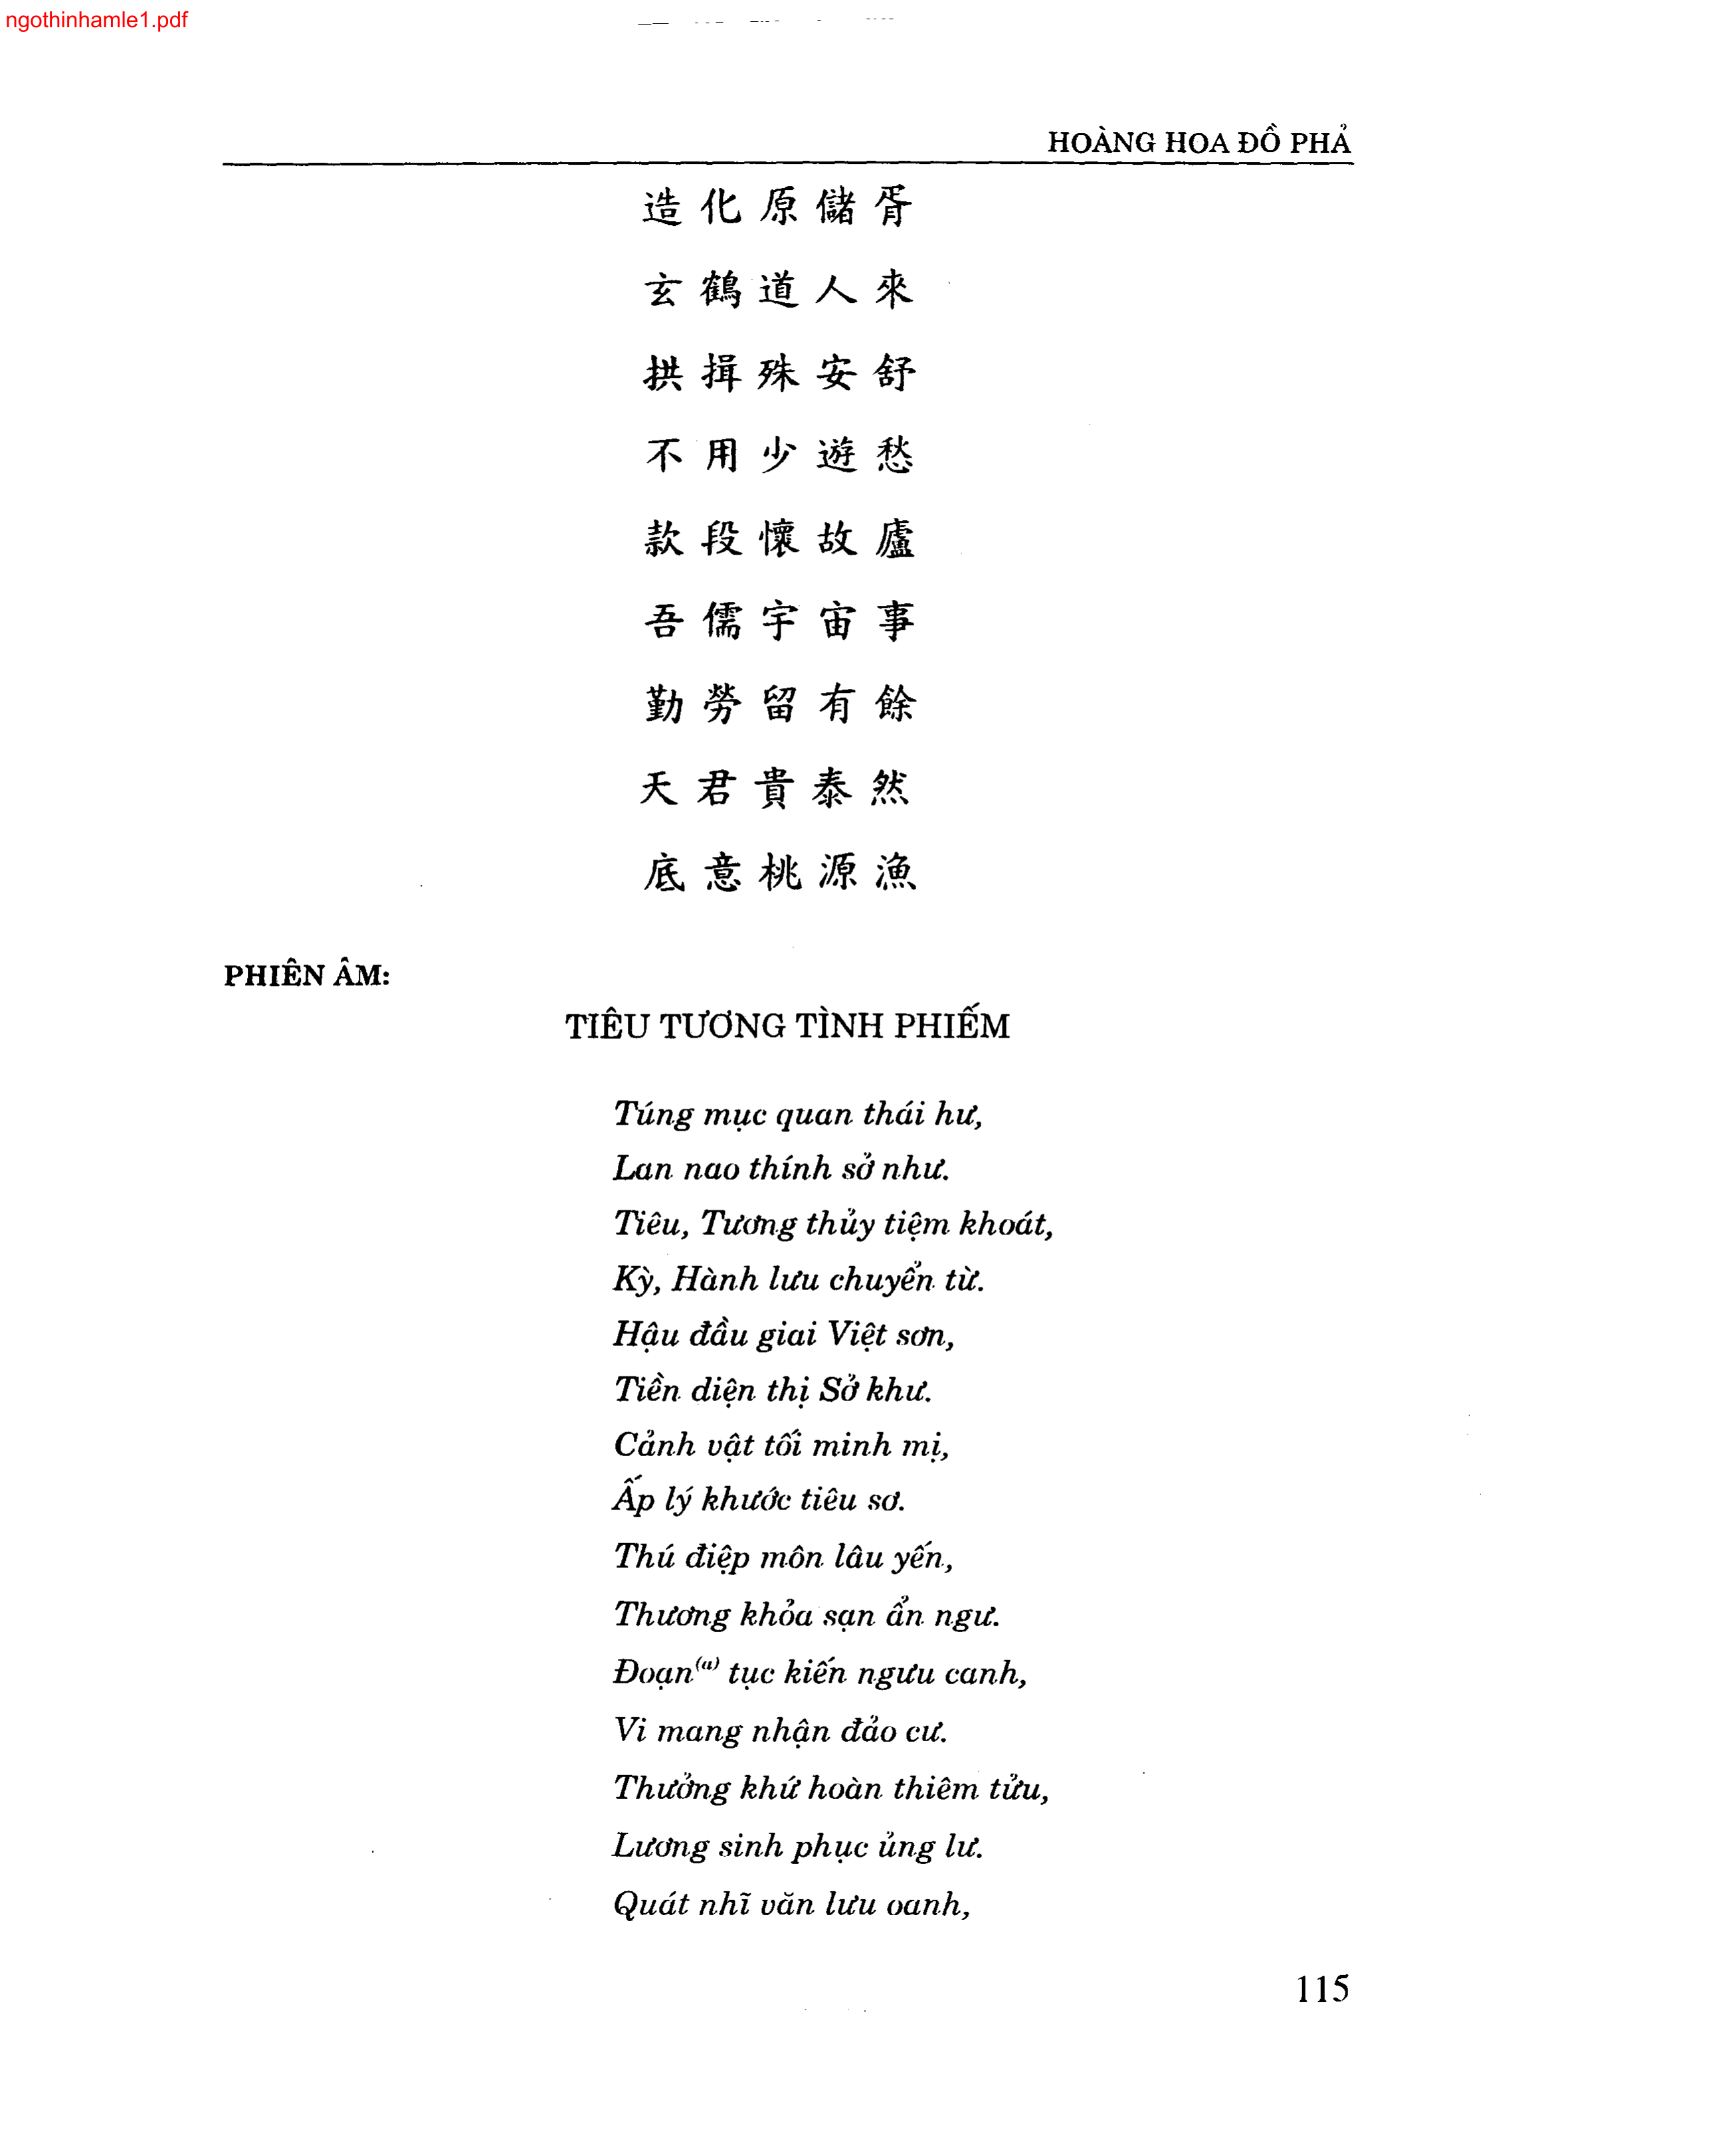 ngothinhamle1.pdf
HOÀNG HOA ĐỒ PHẢ
造化原儲胥
玄鶴道人來
拱揖殊安舒
不用少遊愁
款段懷故廬
吾儒宇宙事
勤勞留有餘
天君貴泰然
底意桃源漁
PHIÊN ÂM:
TIÊU TƯƠNG TÌNH PHIẾM
Túng mục quan thái hư,
Lan nao thính sở như.
Tiêu, Tương thủy tiệm khoát,
Kỳ, Hành lưu chuyển từ.
Hậu đầu giai Việt sơn,
Tiền diện thị Sở khư.
Cảnh vật tối minh mị,
Ấp lý khước tiêu sơ.
Thú điệp môn lâu yến,
Thương khỏa sạn ẩn ngư.
Đoạn(a) tục kiến ngưu canh,
Vi mang nhận đảo cư.
Thưởng khứ hoàn thiêm tửu,
Lương sinh phục ủng lư.
Quát nhĩ văn lưu oanh,
115